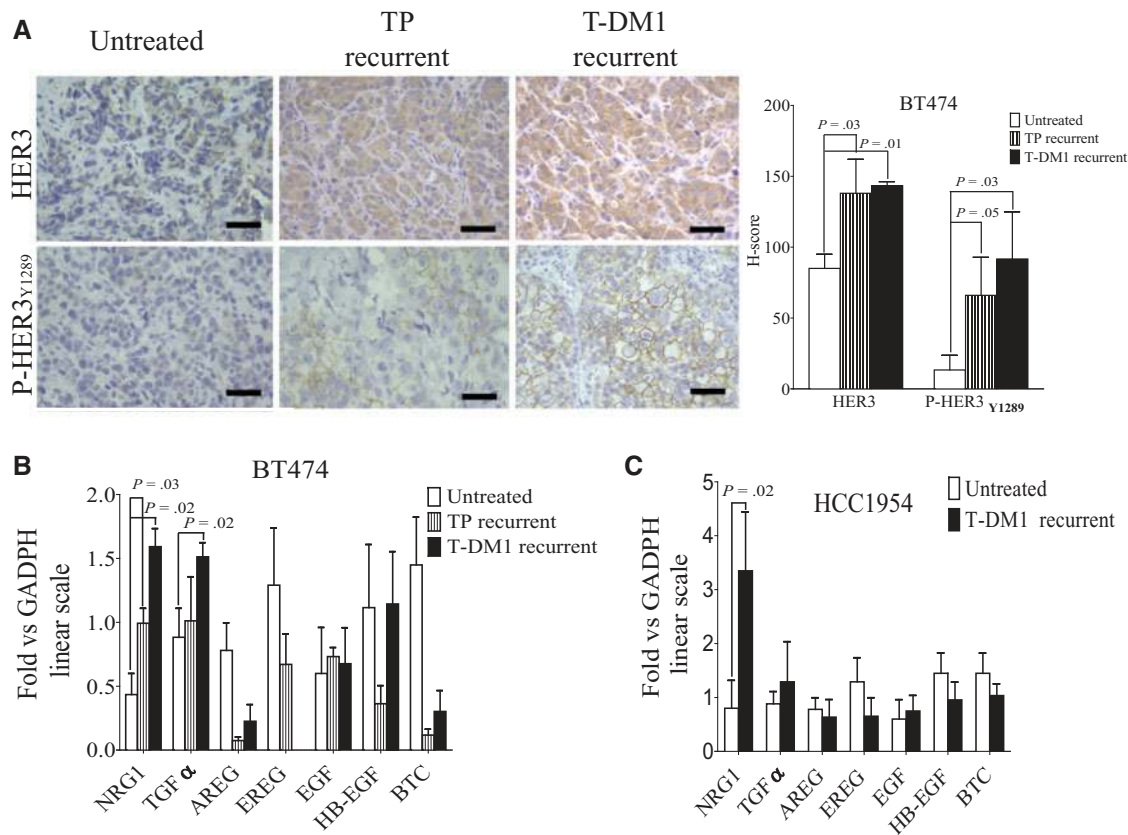 A
Untreated
TP
recurrent
T-DM1
recurrent
HER3
P-HER3Y1289
BT474
Untreated
TP recurrent
T-DM1 recurrent
200
150
100
50
0
H-score
P = .03
P = .01
P = .03
P = .05
HER3
P-HER3 Y1289
B
BT474
Untreated
TP recurrent
T-DM1 recurrent
P = .03
P = .02
P = .02
2.0
1.5
1.0
0.5
0.0
Fold vs GADPH
linear scale
NRG1
TGF α
AREG
EREG
EGF
HB-EGF
BTC
C
HCC1954
Untreated
T-DM1 recurrent
P = .02
5
4
3
2
1
0
Fold vs GADPH
linear scale
NRG1
TGF α
AREG
EREG
EGF
HB-EGF
BTC